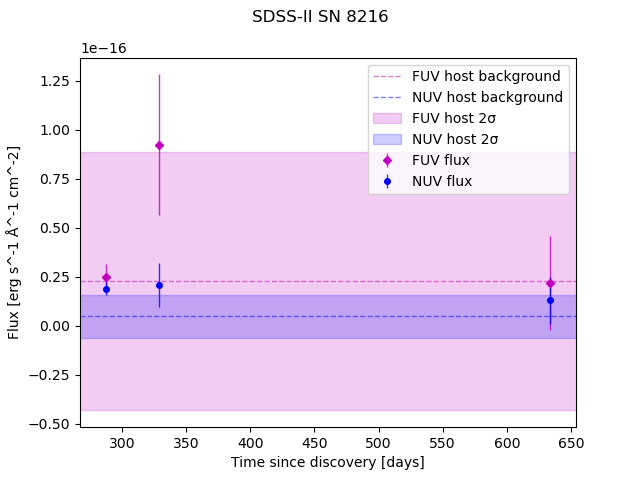 SDSS-II SN 8216
1e−16
FUV host background
NUV host background
FUV host 2σ
NUV host 2σ
FUV flux
NUV flux
1.25
1.00
0.75
0.50
0.25
0.00
−0.25
−0.50
Flux [erg s^-1 Å^-1 cm^-2]
300 350 400 450 500 550 600 650
Time since discovery [days]